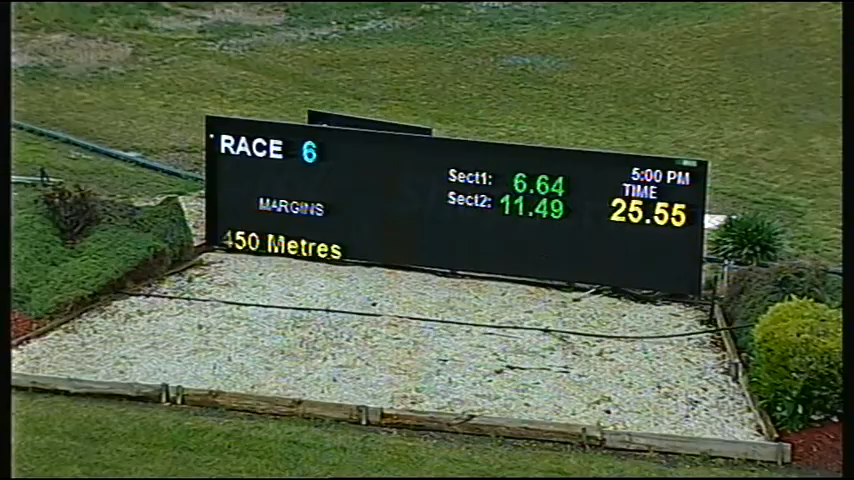 RACE 6
MARGINS
450 Metres
Sect1: 6.64
Sect2: 11.49
5:00 PM
TIME
25.55